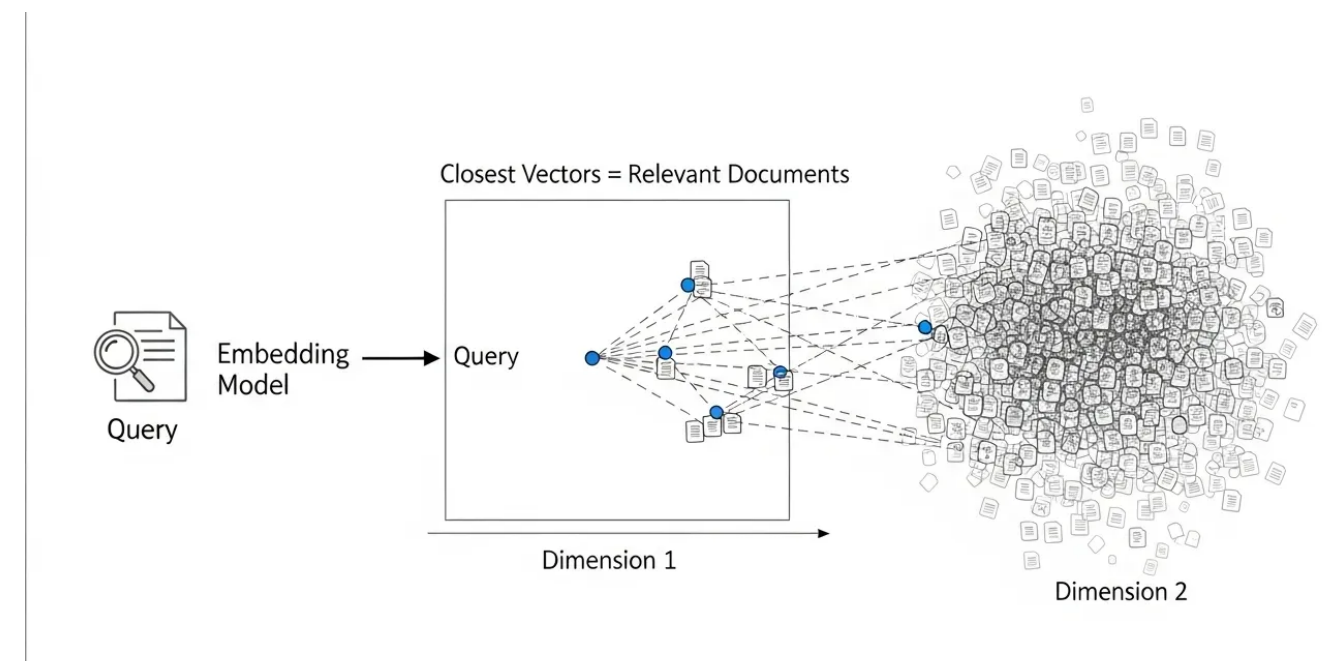 Closest Vectors = Relevant Documents
Query
Embedding
Model
Query
Dimension 1
Dimension 2